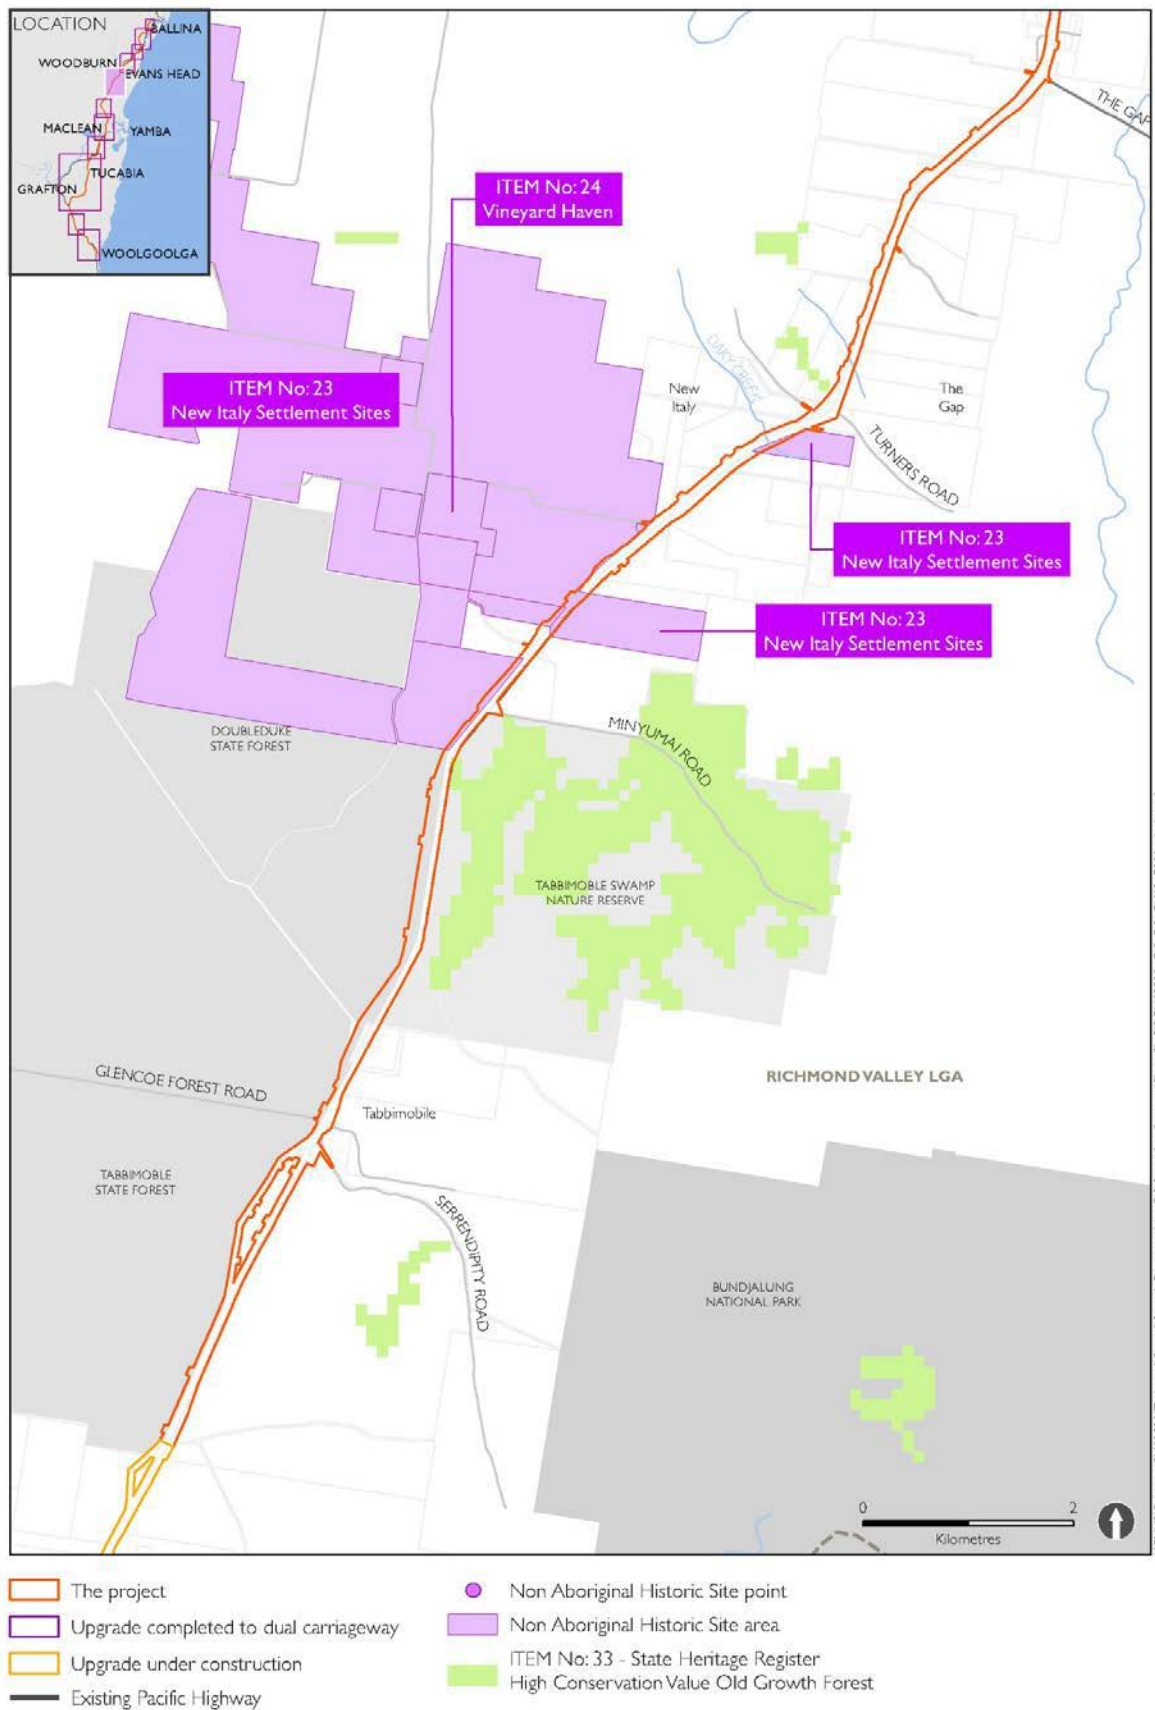 LOCATION
BALLINA
WOODBURN
EVANS HEAD
MACLEAN
YAMBA
TUCABIA
GRAFTON
WOOLGOOLGA
THE GAP
ITEM No: 24
Vineyard Haven
ITEM No: 23
New Italy Settlement Sites
OAKY CREEK
New
Italy
The
Gap
TURNERS ROAD
ITEM No: 23
New Italy Settlement Sites
ITEM No: 23
New Italy Settlement Sites
DOUBLEDUKE
STATE FOREST
MINYUMAI ROAD
TABBIMOBLE SWAMP
NATURE RESERVE
GLENCOE FOREST ROAD
RICHMOND VALLEY LGA
Tabbimobile
TABBIMOBLE
STATE FOREST
SERRENDIPITY ROAD
BUNDJALUNG
NATIONAL PARK
0 2
Kilometres
The project
Upgrade completed to dual carriageway
Upgrade under construction
Existing Pacific Highway
Non Aboriginal Historic Site point
Non Aboriginal Historic Site area
ITEM No: 33 - State Heritage Register
High Conservation Value Old Growth Forest